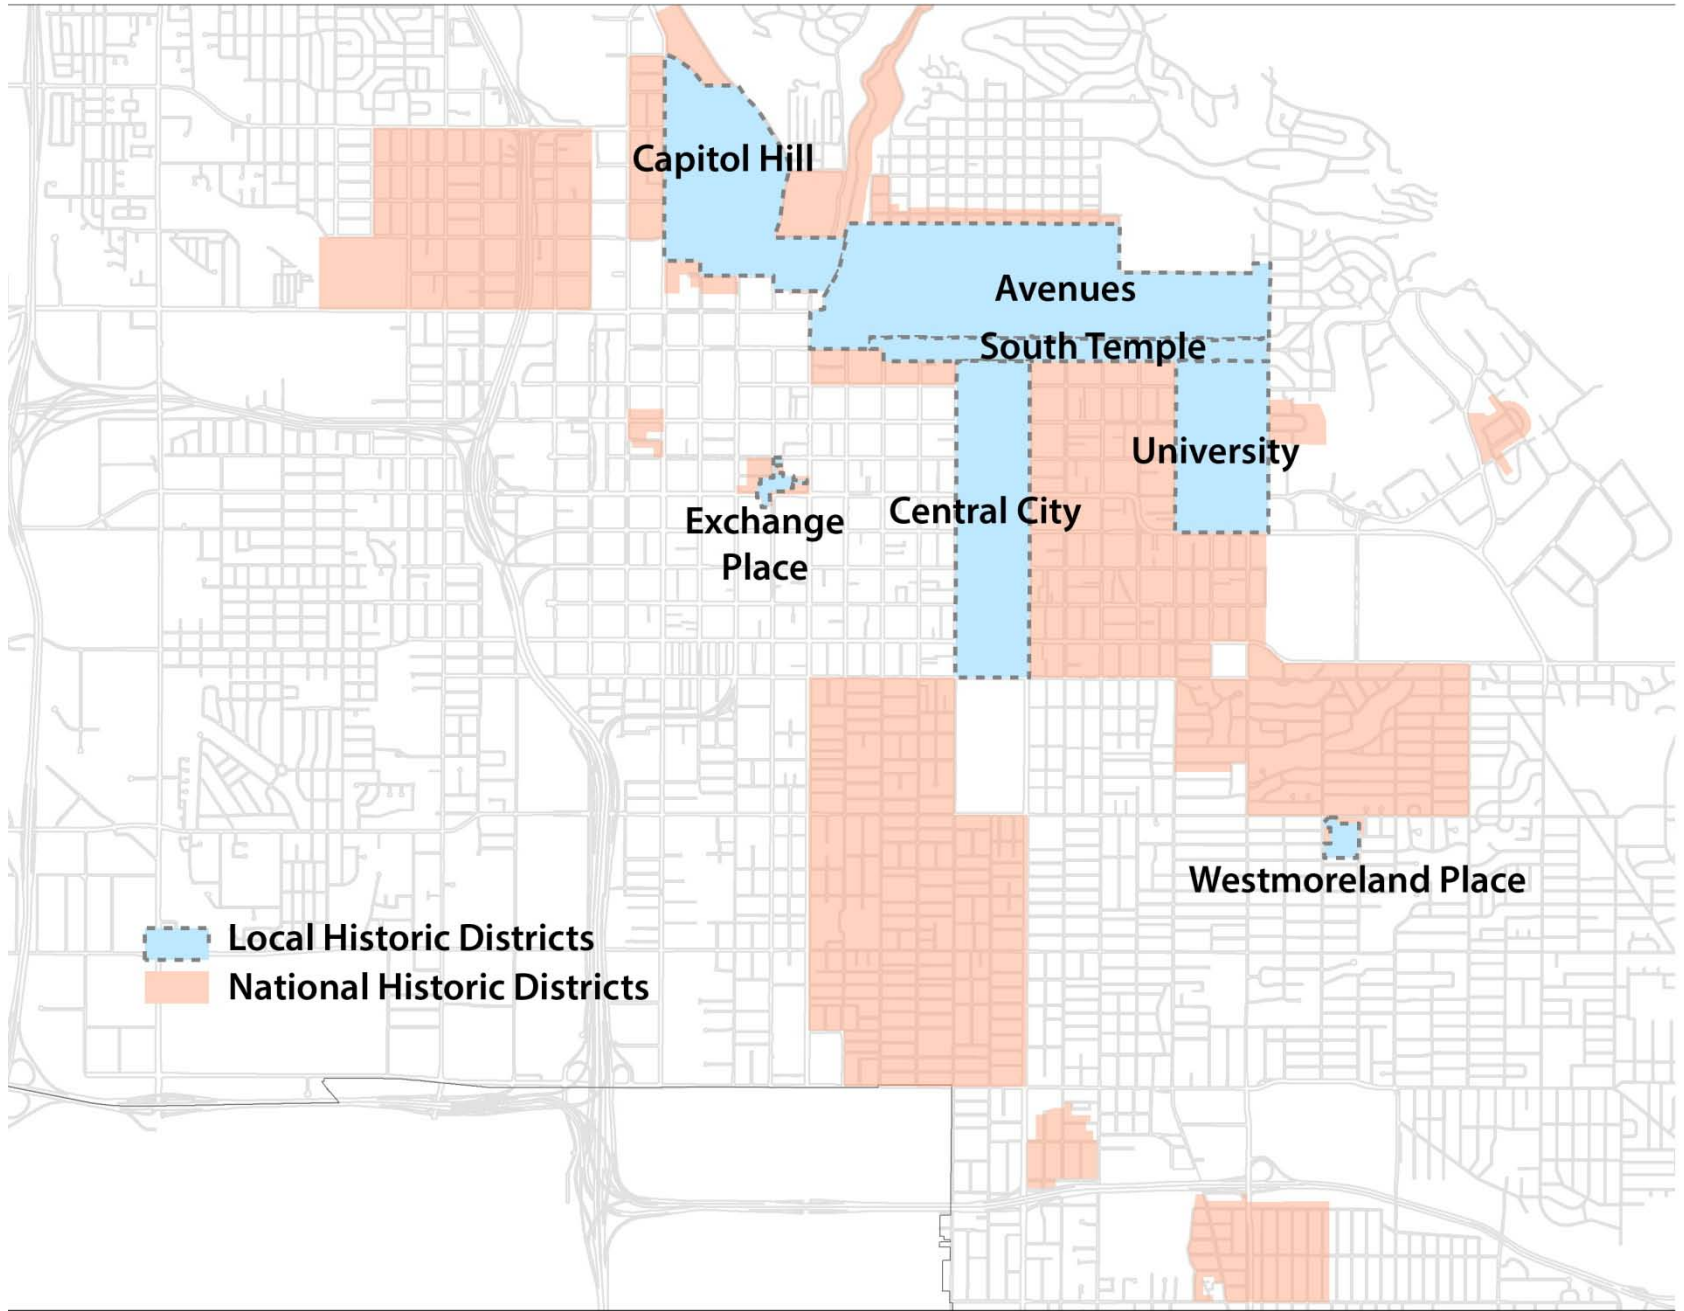 Capitol Hill
Avenues
South Temple
University
Central City
Exchange
Place
Westmoreland Place
Local Historic Districts
National Historic Districts